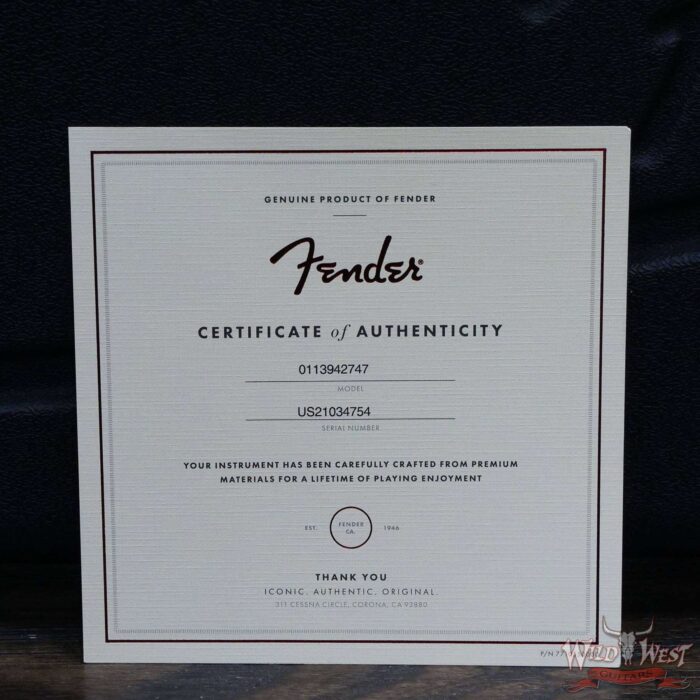 GENUINE PRODUCT OF FENDER
Fender®
CERTIFICATE of AUTHENTICITY
0113942747
MODEL
US21034754
SERIAL NUMBER
YOUR INSTRUMENT HAS BEEN CAREFULLY CRAFTED FROM PREMIUM
MATERIALS FOR A LIFETIME OF PLAYING ENJOYMENT
EST. FENDER CA. 1946
THANK YOU
ICONIC. AUTHENTIC. ORIGINAL.
311 CESSNA CIRCLE, CORONA, CA 93880
P/N
WILD WEST
GUITARS